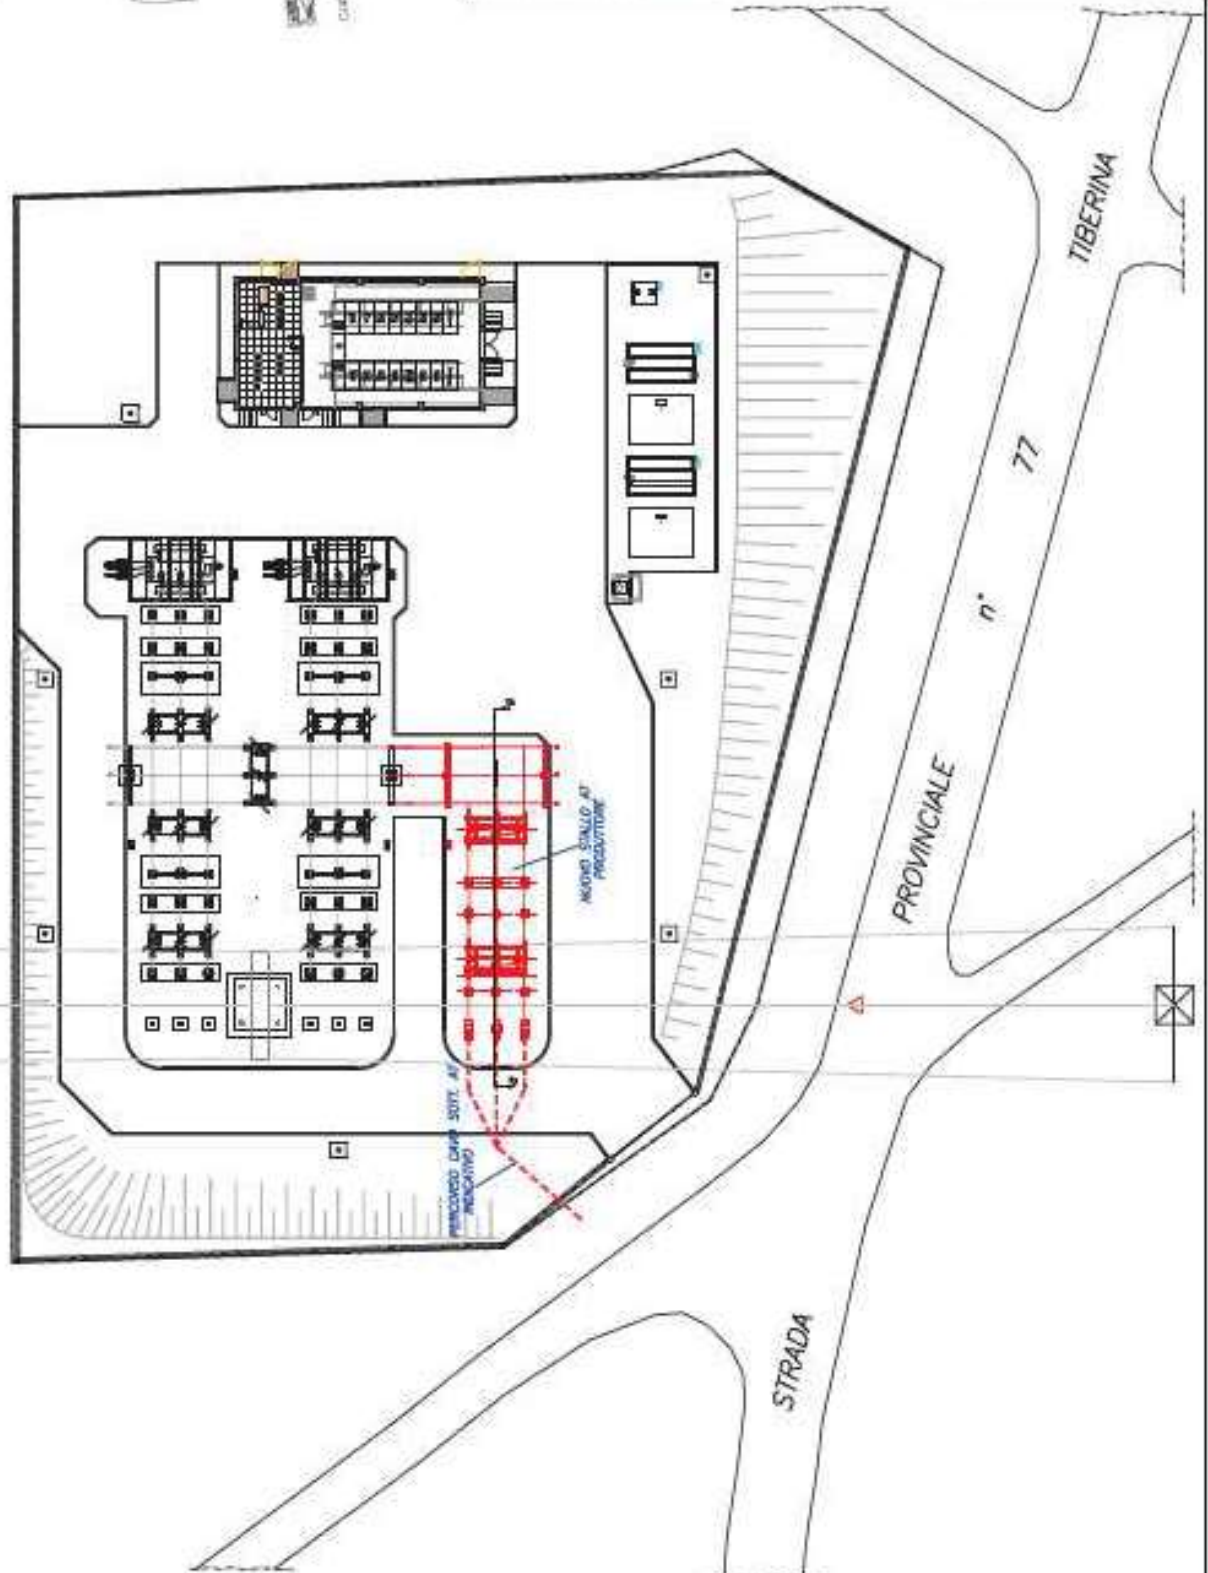 STRADA
PROVINCIALE
n°
77
TIBERINA
NUOVO STALLO AT
PRODUTTORE
PERCORSO CAVO SOTT. AT
INDICATIVO